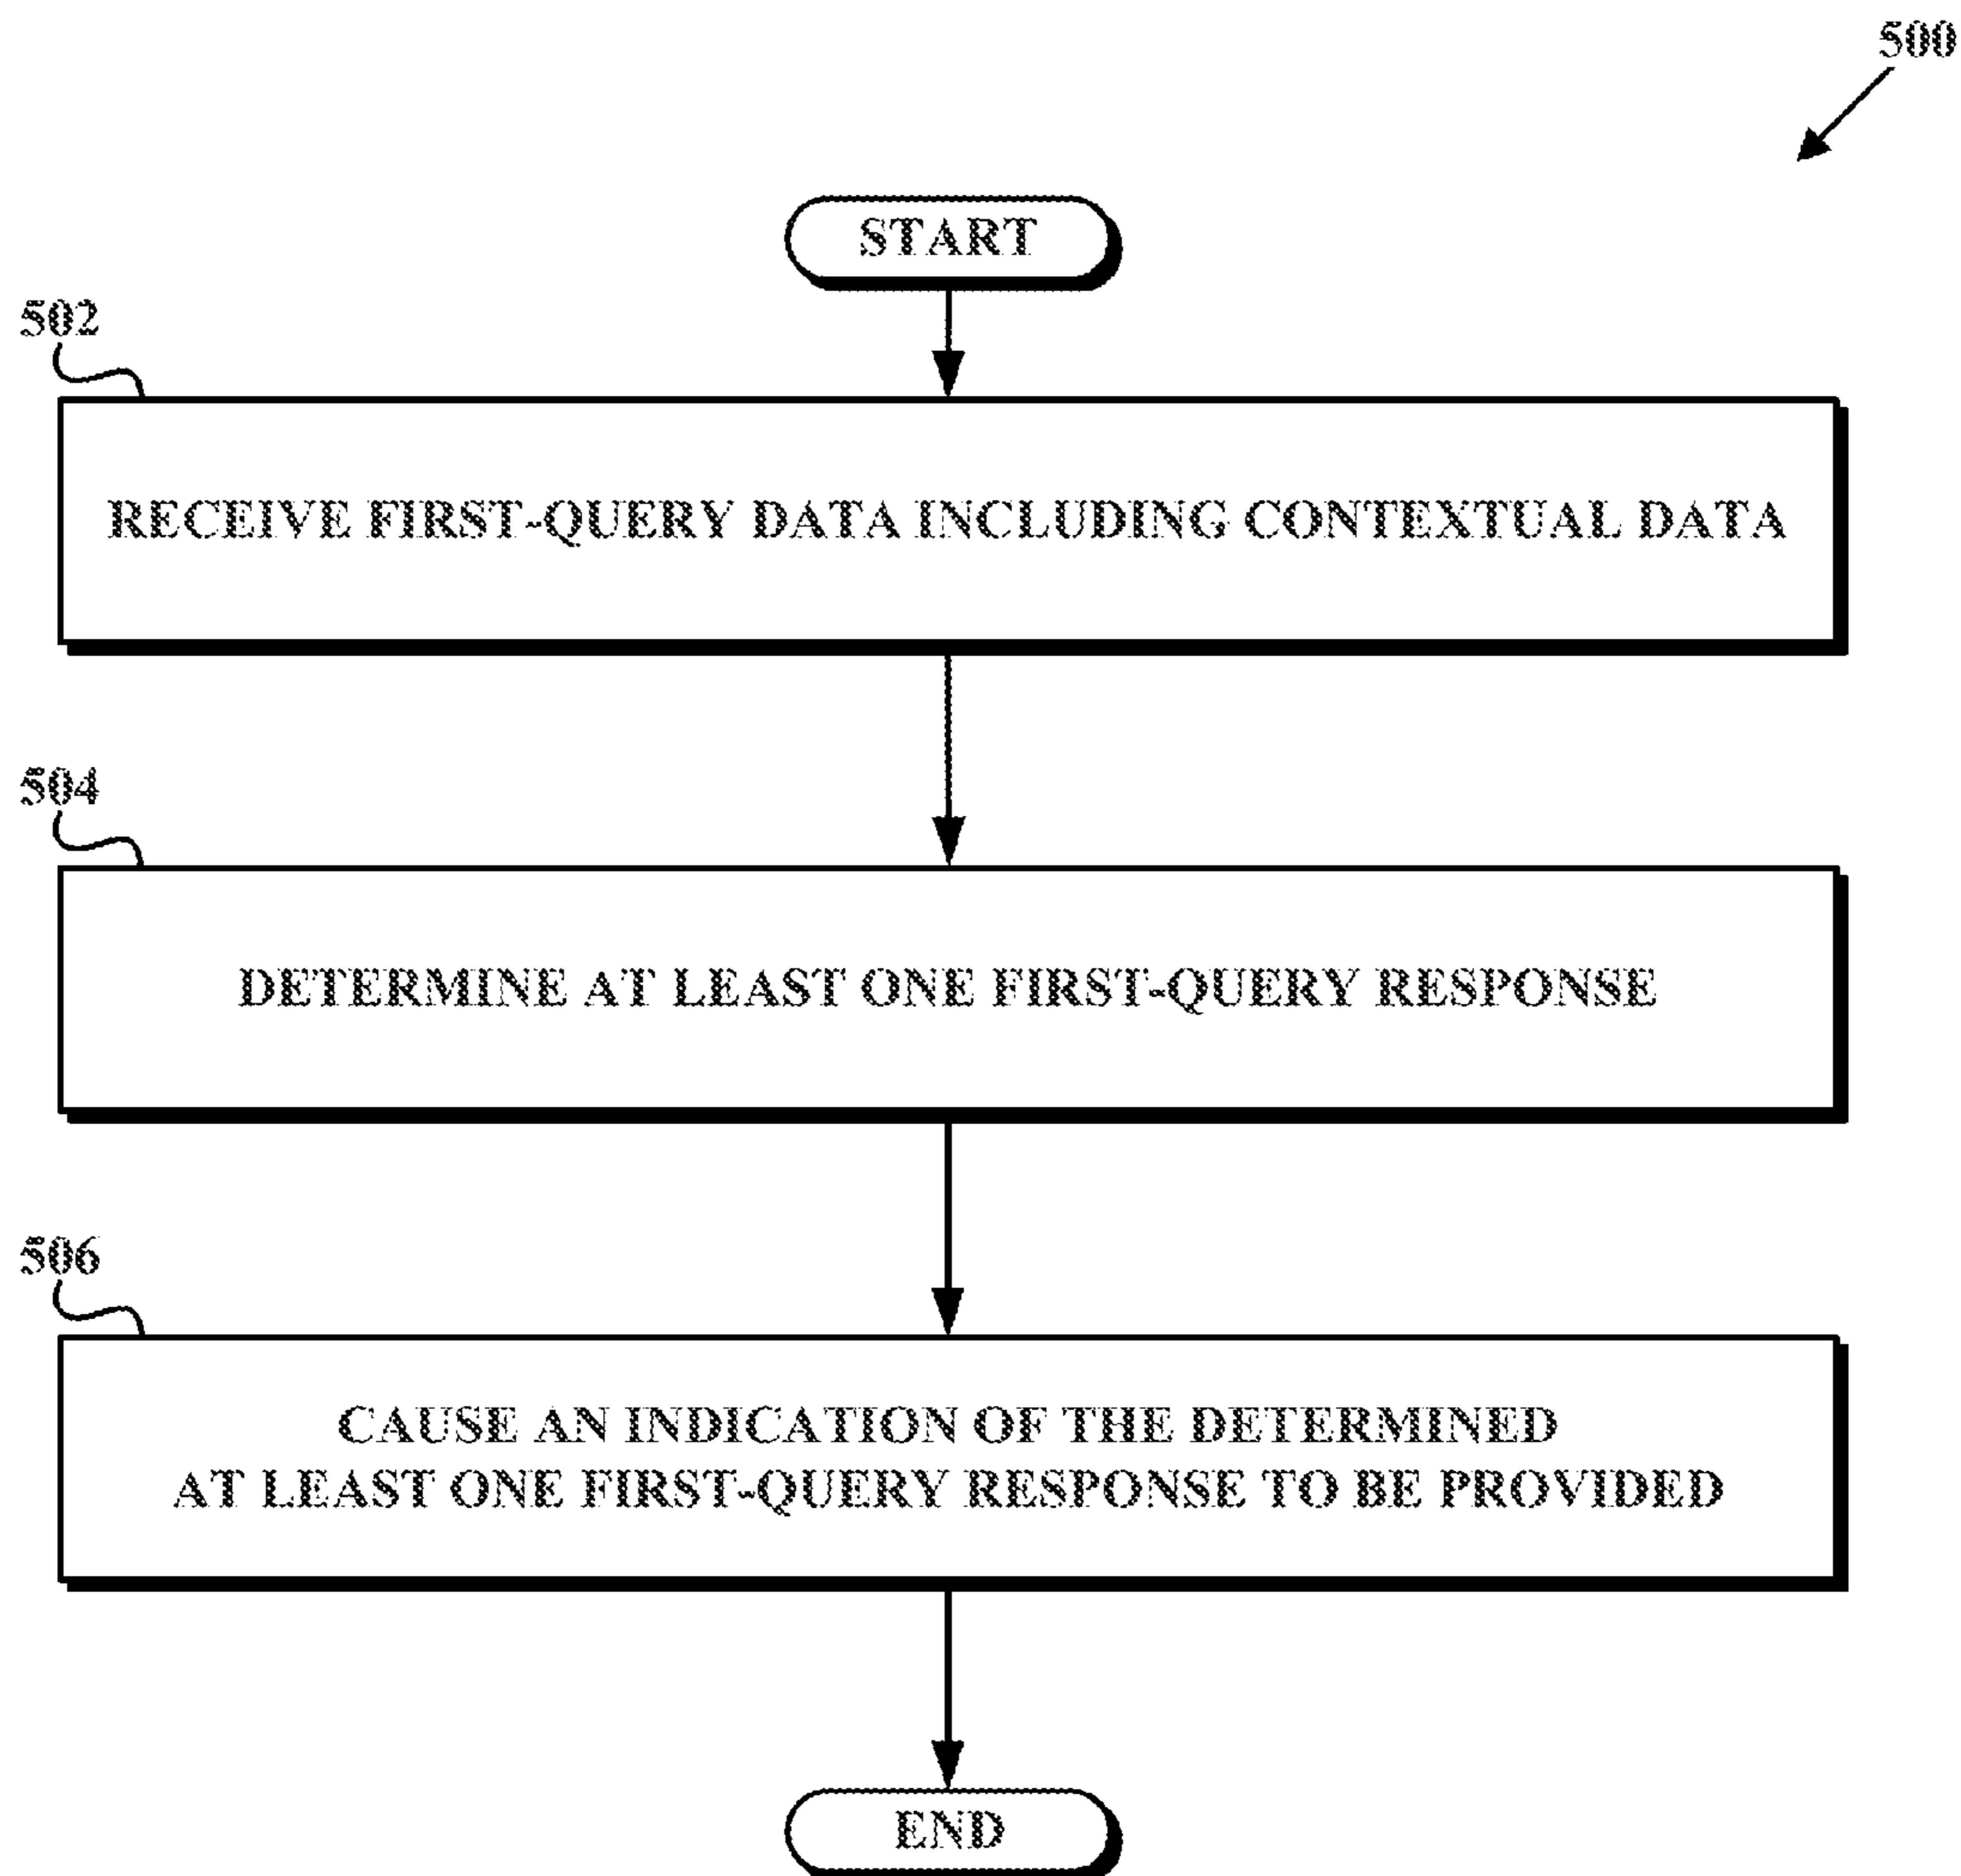 500
START
502
RECEIVE FIRST-QUERY DATA INCLUDING CONTEXTUAL DATA
504
DETERMINE AT LEAST ONE FIRST-QUERY RESPONSE
506
CAUSE AN INDICATION OF THE DETERMINED
AT LEAST ONE FIRST-QUERY RESPONSE TO BE PROVIDED
END